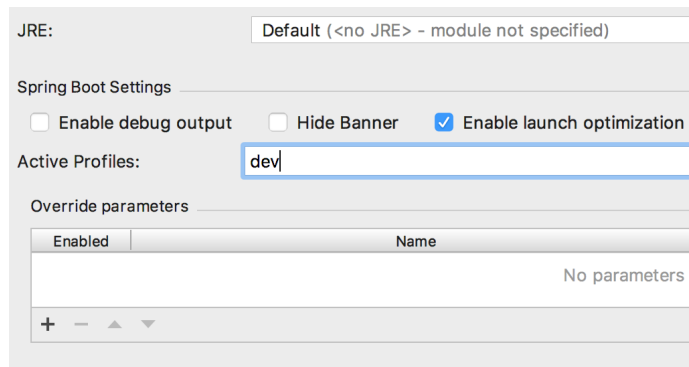 JRE: Default (<no JRE> - module not specified)
Spring Boot Settings
Enable debug output Hide Banner Enable launch optimization
Active Profiles: dev
Override parameters
Enabled Name
No parameters